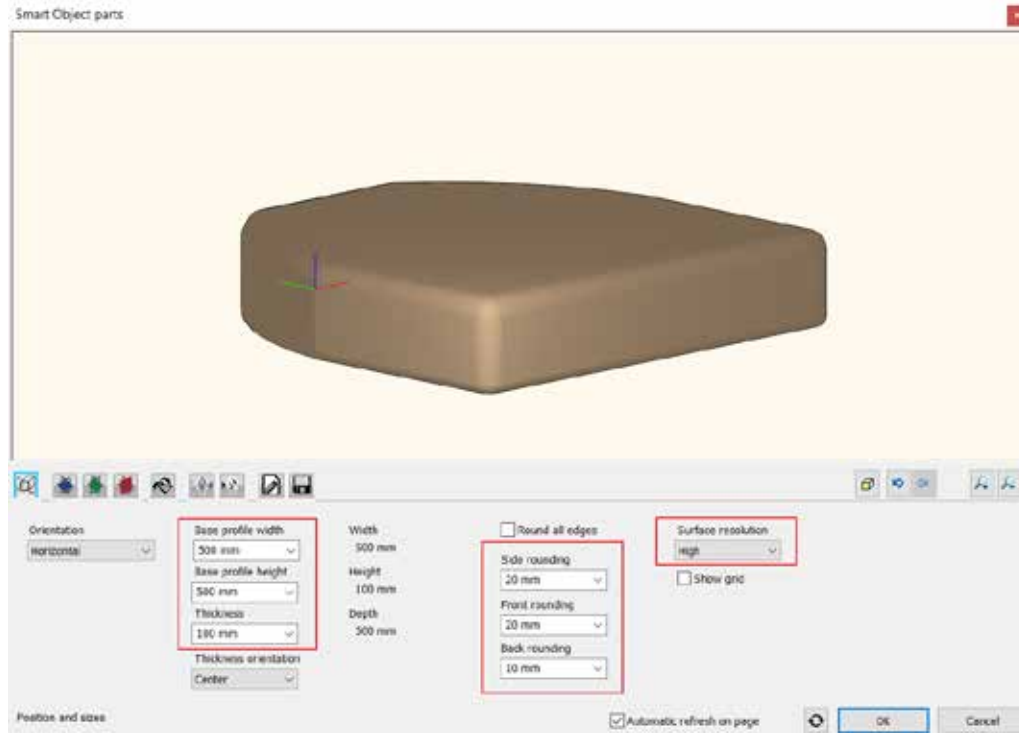 Smart Object parts
Orientation
Horizontal
Base profile width
500 mm
Base profile height
500 mm
Thickness
100 mm
Thickness orientation
Center
Width
500 mm
Height
100 mm
Depth
500 mm
Round all edges
Side rounding
20 mm
Front rounding
20 mm
Back rounding
10 mm
Surface resolution
High
Show grid
Position and sizes
Automatic refresh on page
OK
Cancel